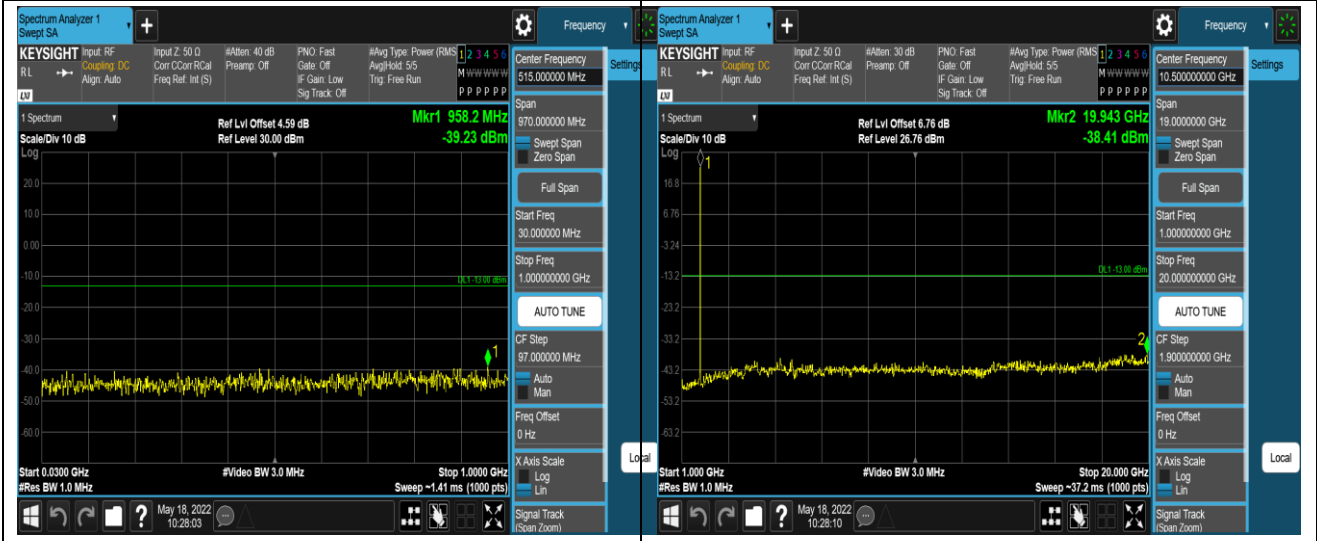 Spectrum Analyzer 1
Swept SA
+
Frequency
KEYSIGHT
RL
LXI
Input: RF
Coupling: DC
Align: Auto
Input Z: 50 Ω
Corr CCorr RCal
Freq Ref: Int (S)
#Atten: 40 dB
Preamp: Off
PNO: Fast
Gate: Off
IF Gain: Low
Sig Track: Off
#Avg Type: Power (RMS
Avg|Hold: 5/5
Trig: Free Run
1 2 3 4 5 6
M W W W W W
P P P P P P
1 Spectrum
Scale/Div 10 dB
Log
Ref Lvl Offset 4.59 dB
Ref Level 30.00 dBm
Mkr1 958.2 MHz
-39.23 dBm
20.0
10.0
0.00
-10.0
-20.0
-30.0
-40.0
-50.0
-60.0
DL1 -13.00 dBm
1
Start 0.0300 GHz
#Res BW 1.0 MHz
#Video BW 3.0 MHz
Stop 1.0000 GHz
Sweep ~1.41 ms (1000 pts)
Center Frequency
515.000000 MHz
Settings
Span
970.000000 MHz
Swept Span
Zero Span
Full Span
Start Freq
30.000000 MHz
Stop Freq
1.000000000 GHz
AUTO TUNE
CF Step
97.000000 MHz
Auto
Man
Freq Offset
0 Hz
X Axis Scale
Log
Lin
Local
Signal Track
(Span Zoom)
?
May 18, 2022
10:28:03
Spectrum Analyzer 1
Swept SA
+
Frequency
KEYSIGHT
RL
LXI
Input: RF
Coupling: DC
Align: Auto
Input Z: 50 Ω
Corr CCorr RCal
Freq Ref: Int (S)
#Atten: 30 dB
Preamp: Off
PNO: Fast
Gate: Off
IF Gain: Low
Sig Track: Off
#Avg Type: Power (RMS
Avg|Hold: 5/5
Trig: Free Run
1 2 3 4 5 6
M W W W W W
P P P P P P
1 Spectrum
Scale/Div 10 dB
Log
Ref Lvl Offset 6.76 dB
Ref Level 26.76 dBm
Mkr2 19.943 GHz
-38.41 dBm
1
16.8
6.76
-3.24
-13.2
-23.2
-33.2
-43.2
-53.2
-63.2
DL1 -13.00 dBm
2
Start 1.000 GHz
#Res BW 1.0 MHz
#Video BW 3.0 MHz
Stop 20.000 GHz
Sweep ~37.2 ms (1000 pts)
Center Frequency
10.500000000 GHz
Settings
Span
19.0000000 GHz
Swept Span
Zero Span
Full Span
Start Freq
1.000000000 GHz
Stop Freq
20.000000000 GHz
AUTO TUNE
CF Step
1.900000000 GHz
Auto
Man
Freq Offset
0 Hz
X Axis Scale
Log
Lin
Local
Signal Track
(Span Zoom)
?
May 18, 2022
10:28:10